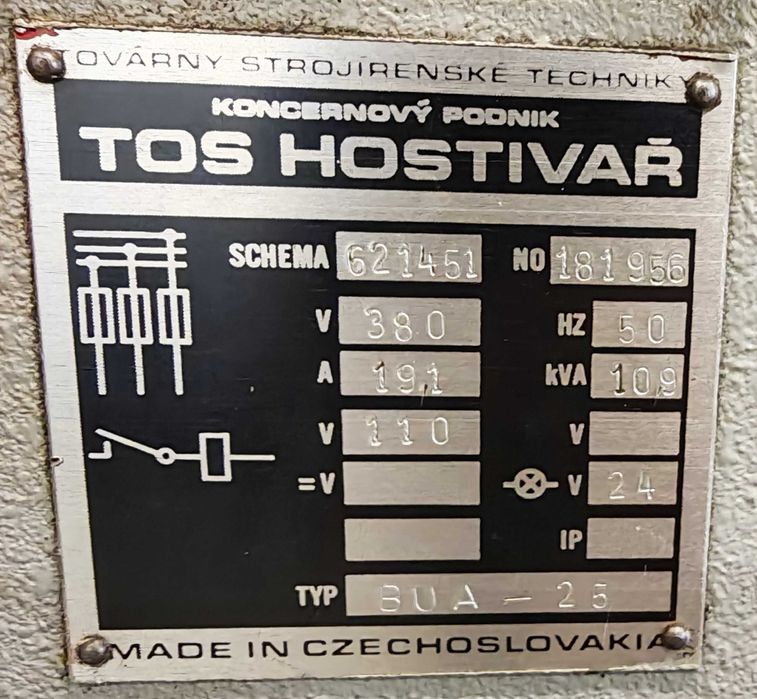 TOVÁRNY STROJÍRENSKÉ TECHNIKY
KONCERNOVÝ PODNIK
TOS HOSTIVAŘ
SCHEMA 621451 NO 181956
V 380 HZ 50
A 19,1 kVA 10,9
V 110 V
=V V 24
IP
TYP BUA - 25
MADE IN CZECHOSLOVAKIA